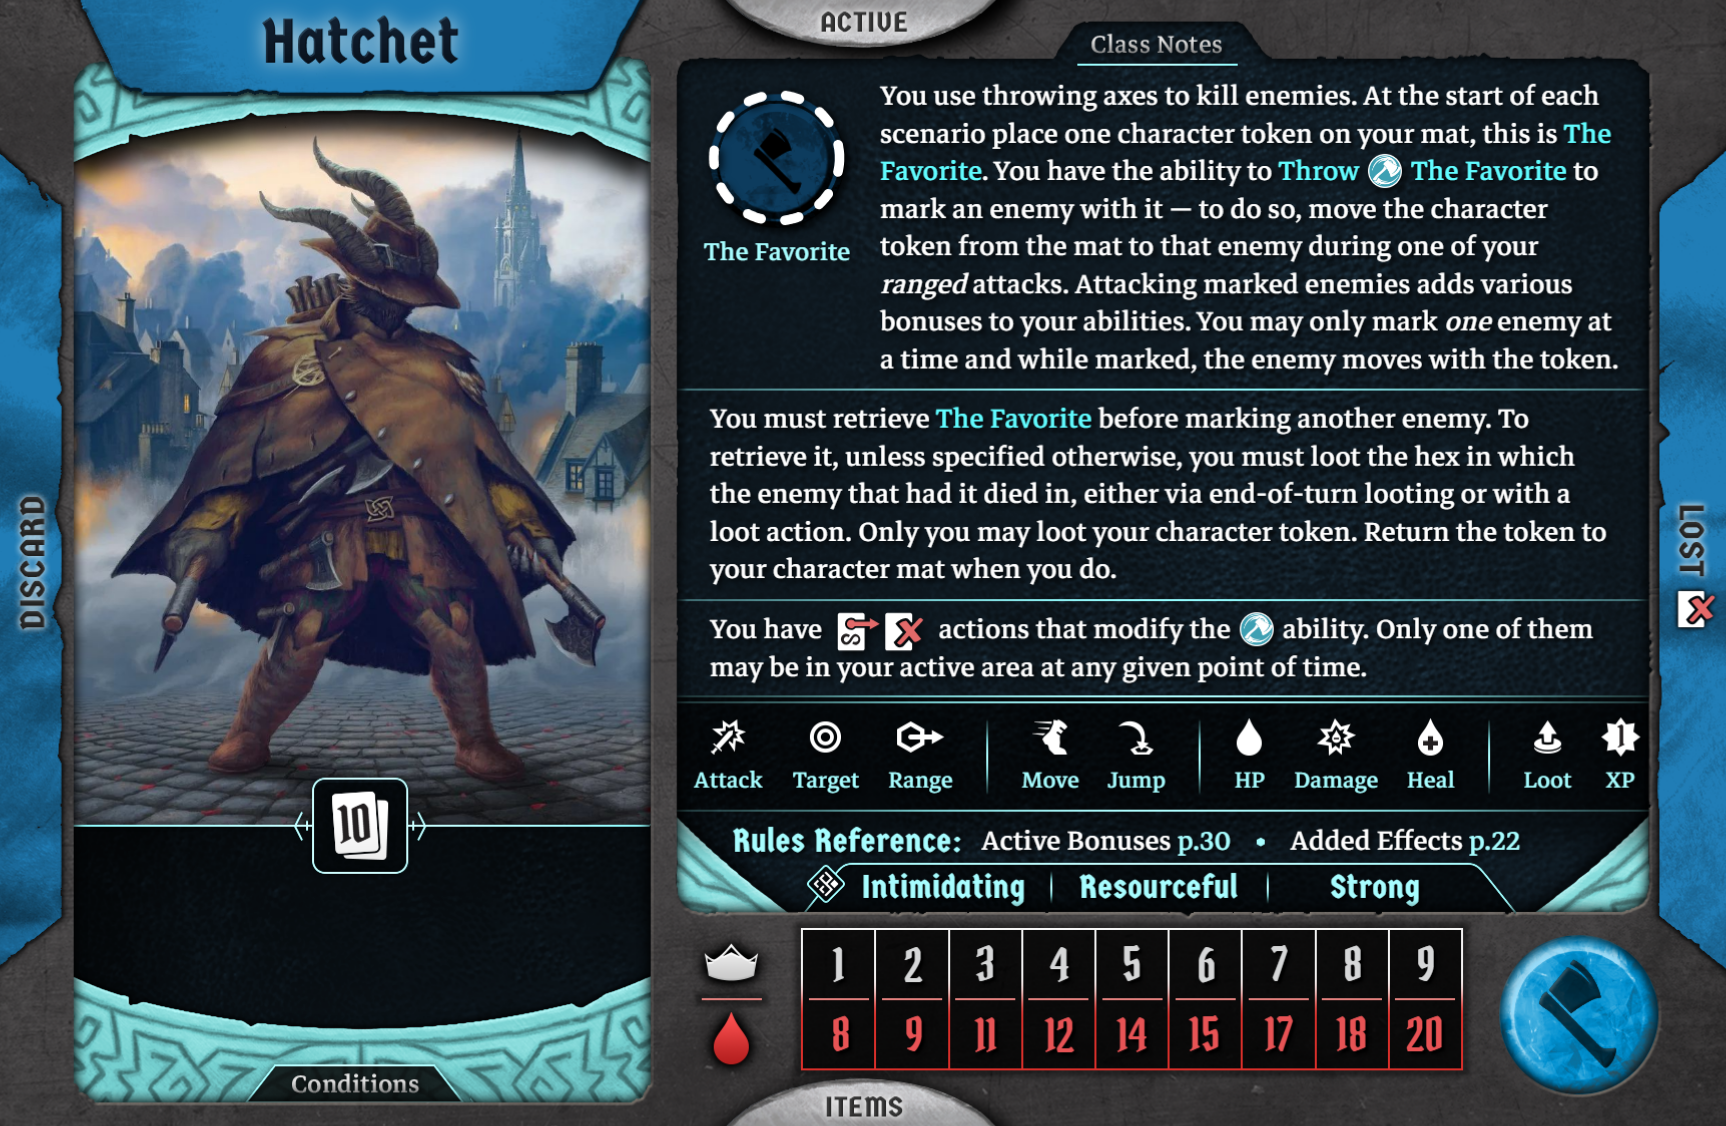 Hatchet
ACTIVE
Class Notes
The Favorite
You use throwing axes to kill enemies. At the start of each
scenario place one character token on your mat, this is The
Favorite. You have the ability to Throw The Favorite to
mark an enemy with it — to do so, move the character
token from the mat to that enemy during one of your
ranged attacks. Attacking marked enemies adds various
bonuses to your abilities. You may only mark one enemy at
a time and while marked, the enemy moves with the token.
You must retrieve The Favorite before marking another enemy. To
retrieve it, unless specified otherwise, you must loot the hex in which
the enemy that had it died in, either via end-of-turn looting or with a
loot action. Only you may loot your character token. Return the token to
your character mat when you do.
You have S actions that modify the ability. Only one of them
may be in your active area at any given point of time.
1
Attack Target Range Move Jump HP Damage Heal Loot XP
Rules Reference: Active Bonuses p.30 • Added Effects p.22
Intimidating Resourceful Strong
1 2 3 4 5 6 7 8 9
8 9 11 12 14 15 17 18 20
10
Conditions
ITEMS
DISCARD
LOST